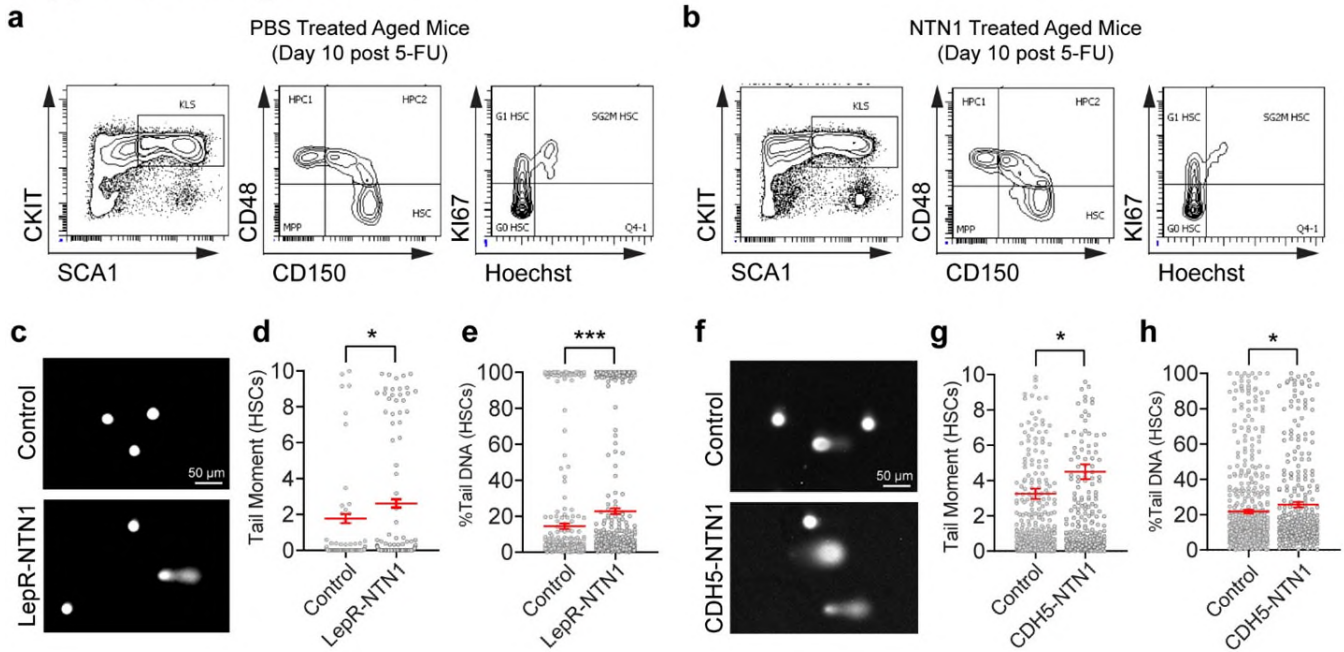 a
PBS Treated Aged Mice
(Day 10 post 5-FU)
KLS
CKIT
SCA1
HPC1
HPC2
MPP
HSC
CD48
CD150
G1 HSC
SG2M HSC
G0 HSC
Q4-1
KI67
Hoechst
b
NTN1 Treated Aged Mice
(Day 10 post 5-FU)
KLS
CKIT
SCA1
HPC1
HPC2
MPP
HSC
CD48
CD150
G1 HSC
SG2M HSC
G0 HSC
Q4-1
KI67
Hoechst
c
Control
50 µm
LepR-NTN1
d
*
Tail Moment (HSCs)
10
8
6
4
2
0
Control
LepR-NTN1
e
***
%Tail DNA (HSCs)
100
80
60
40
20
0
Control
LepR-NTN1
f
Control
50 µm
CDH5-NTN1
g
*
Tail Moment (HSCs)
10
8
6
4
2
0
Control
CDH5-NTN1
h
*
%Tail DNA (HSCs)
100
80
60
40
20
0
Control
CDH5-NTN1